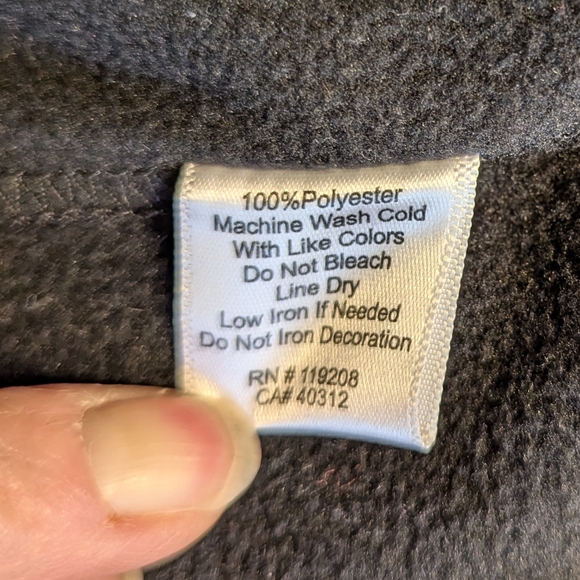 100%Polyester
Machine Wash Cold
With Like Colors
Do Not Bleach
Line Dry
Low Iron If Needed
Do Not Iron Decoration
RN # 119208
CA# 40312